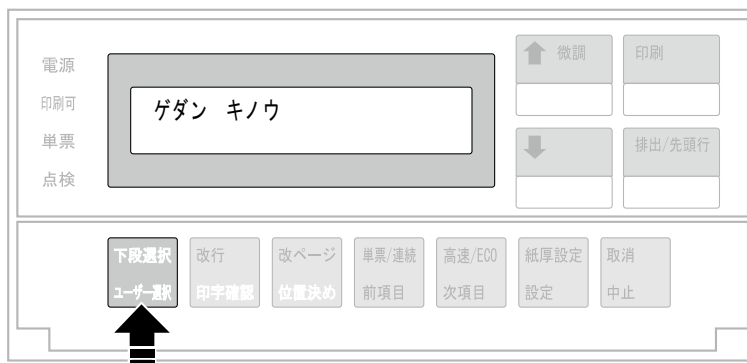 電源
印刷可
単票
点検
ゲダン キノウ
微調
印刷
排出/先頭行
下段選択
ユーザー選択
改行
印字確認
改ページ
位置決め
単票/連続
前項目
高速/ECO
次項目
紙厚設定
設定
取消
中止